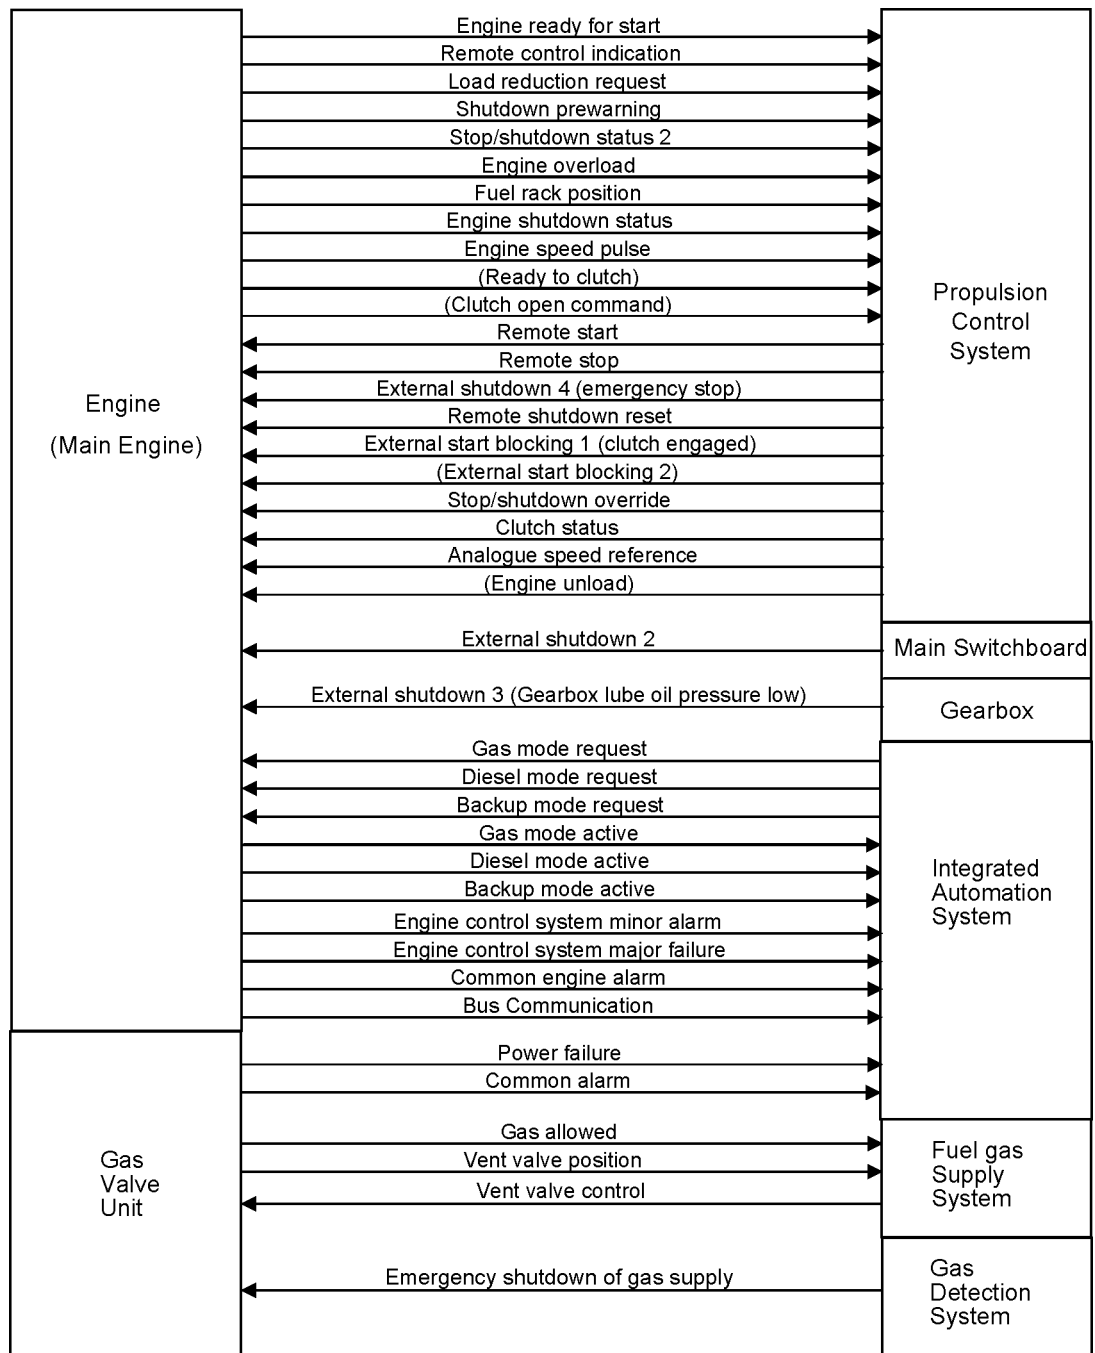 Engine ready for start
Remote control indication
Load reduction request
Shutdown prewarning
Stop/shutdown status 2
Engine overload
Fuel rack position
Engine shutdown status
Engine speed pulse
(Ready to clutch)
(Clutch open command)
Remote start
Remote stop
External shutdown 4 (emergency stop)
Remote shutdown reset
External start blocking 1 (clutch engaged)
(External start blocking 2)
Stop/shutdown override
Clutch status
Analogue speed reference
(Engine unload)
Propulsion
Control
System
Engine
(Main Engine)
External shutdown 2
Main Switchboard
External shutdown 3 (Gearbox lube oil pressure low)
Gearbox
Gas mode request
Diesel mode request
Backup mode request
Gas mode active
Diesel mode active
Backup mode active
Engine control system minor alarm
Engine control system major failure
Common engine alarm
Bus Communication
Integrated
Automation
System
Power failure
Common alarm
Gas allowed
Vent valve position
Vent valve control
Gas
Valve
Unit
Fuel gas
Supply
System
Emergency shutdown of gas supply
Gas
Detection
System